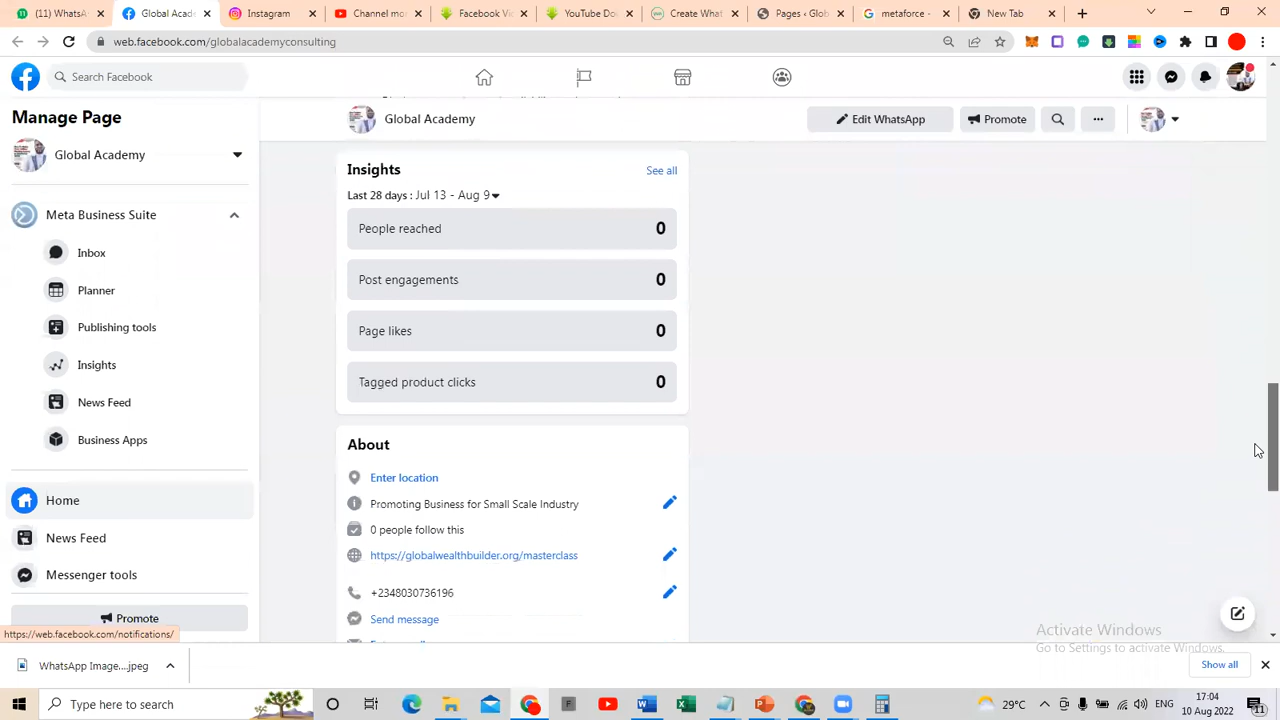 (11) WhatsA
Global Acade
Instagram
Channel mo
Facebook Vi
YouTube Do
Create Wh
Pages 4 Glob
metaforce -
New Tab
web.facebook.com/globalacademyconsulting
Search Facebook
Manage Page
Global Academy
Edit WhatsApp
Promote
Global Academy
Insights
See all
Last 28 days : Jul 13 - Aug 9
People reached 0
Post engagements 0
Page likes 0
Tagged product clicks 0
Meta Business Suite
Inbox
Planner
Publishing tools
Insights
News Feed
Business Apps
Home
News Feed
Messenger tools
Promote
About
Enter location
Promoting Business for Small Scale Industry
0 people follow this
https://globalwealthbuilder.org/masterclass
+2348030736196
Send message
https://web.facebook.com/notifications/
Activate Windows
Go to Settings to activate Windows.
WhatsApp Image....jpeg
Show all
Type here to search
29°C
ENG
17:04
10 Aug 2022
11